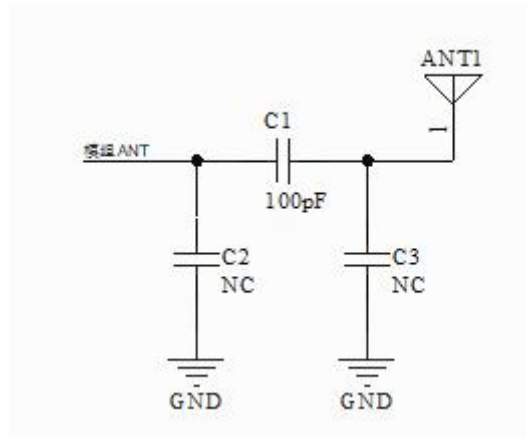 ANT1
1
C1
模组ANT
100pF
C2
NC
C3
NC
GND
GND